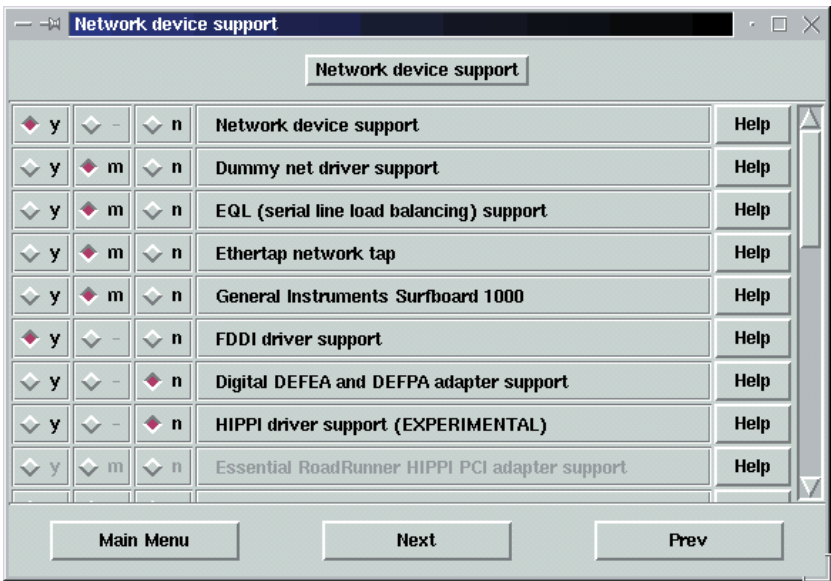 Network device support
Network device support
y - n Network device support Help
y m n Dummy net driver support Help
y m n EQL (serial line load balancing) support Help
y m n Ethertap network tap Help
y m n General Instruments Surfboard 1000 Help
y - n FDDI driver support Help
y - n Digital DEFEA and DEFPA adapter support Help
y - n HIPPI driver support (EXPERIMENTAL) Help
y m n Essential RoadRunner HIPPI PCI adapter support Help
Main Menu Next Prev